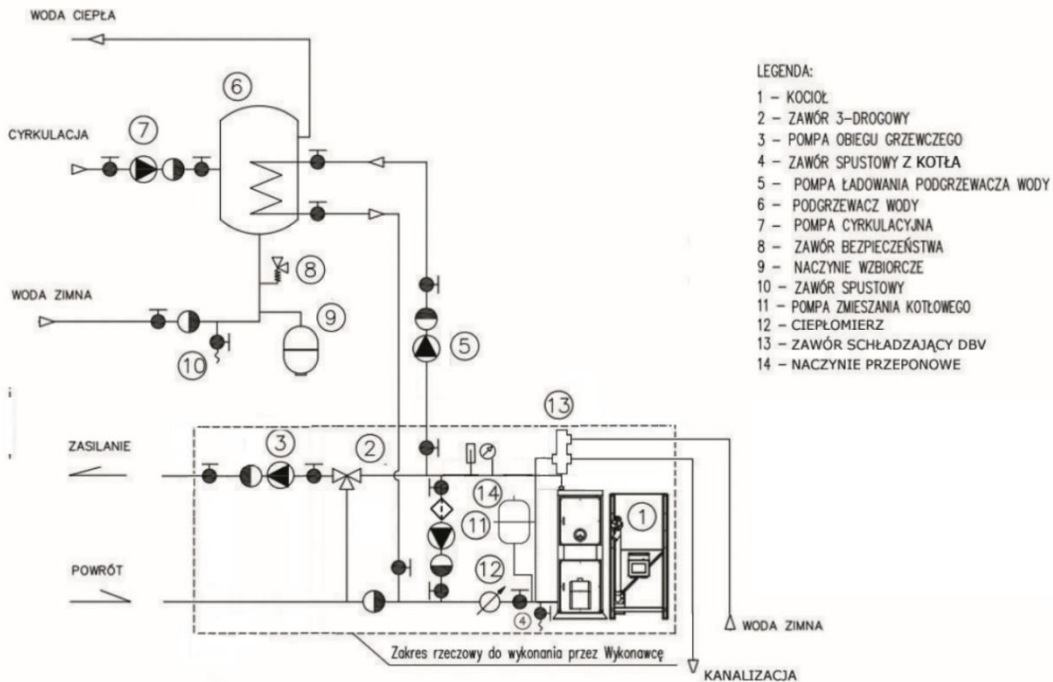 WODA CIEPŁA
6
CYRKULACJA
7
8
WODA ZIMNA
9
10
5
13
ZASILANIE
3
2
14
11
1
12
POWRÓT
4
WODA ZIMNA
Zakres rzeczowy do wykonania przez Wykonawcę
KANALIZACJA
LEGENDA:
1 – KOCIOŁ
2 – ZAWÓR 3-DROGOWY
3 – POMPA OBIEGU GRZEWCZEGO
4 – ZAWÓR SPUSTOWY Z KOTŁA
5 – POMPA ŁADOWANIA PODGRZEWACZA WODY
6 – PODGRZEWACZ WODY
7 – POMPA CYRKULACYJNA
8 – ZAWÓR BEZPIECZEŃSTWA
9 – NACZYNIE WZBIORCZE
10 – ZAWÓR SPUSTOWY
11 – POMPA ZMIESZANIA KOTŁOWEGO
12 – CIEPŁOMIERZ
13 – ZAWÓR SCHŁADZAJĄCY DBV
14 – NACZYNIE PRZEPONOWE